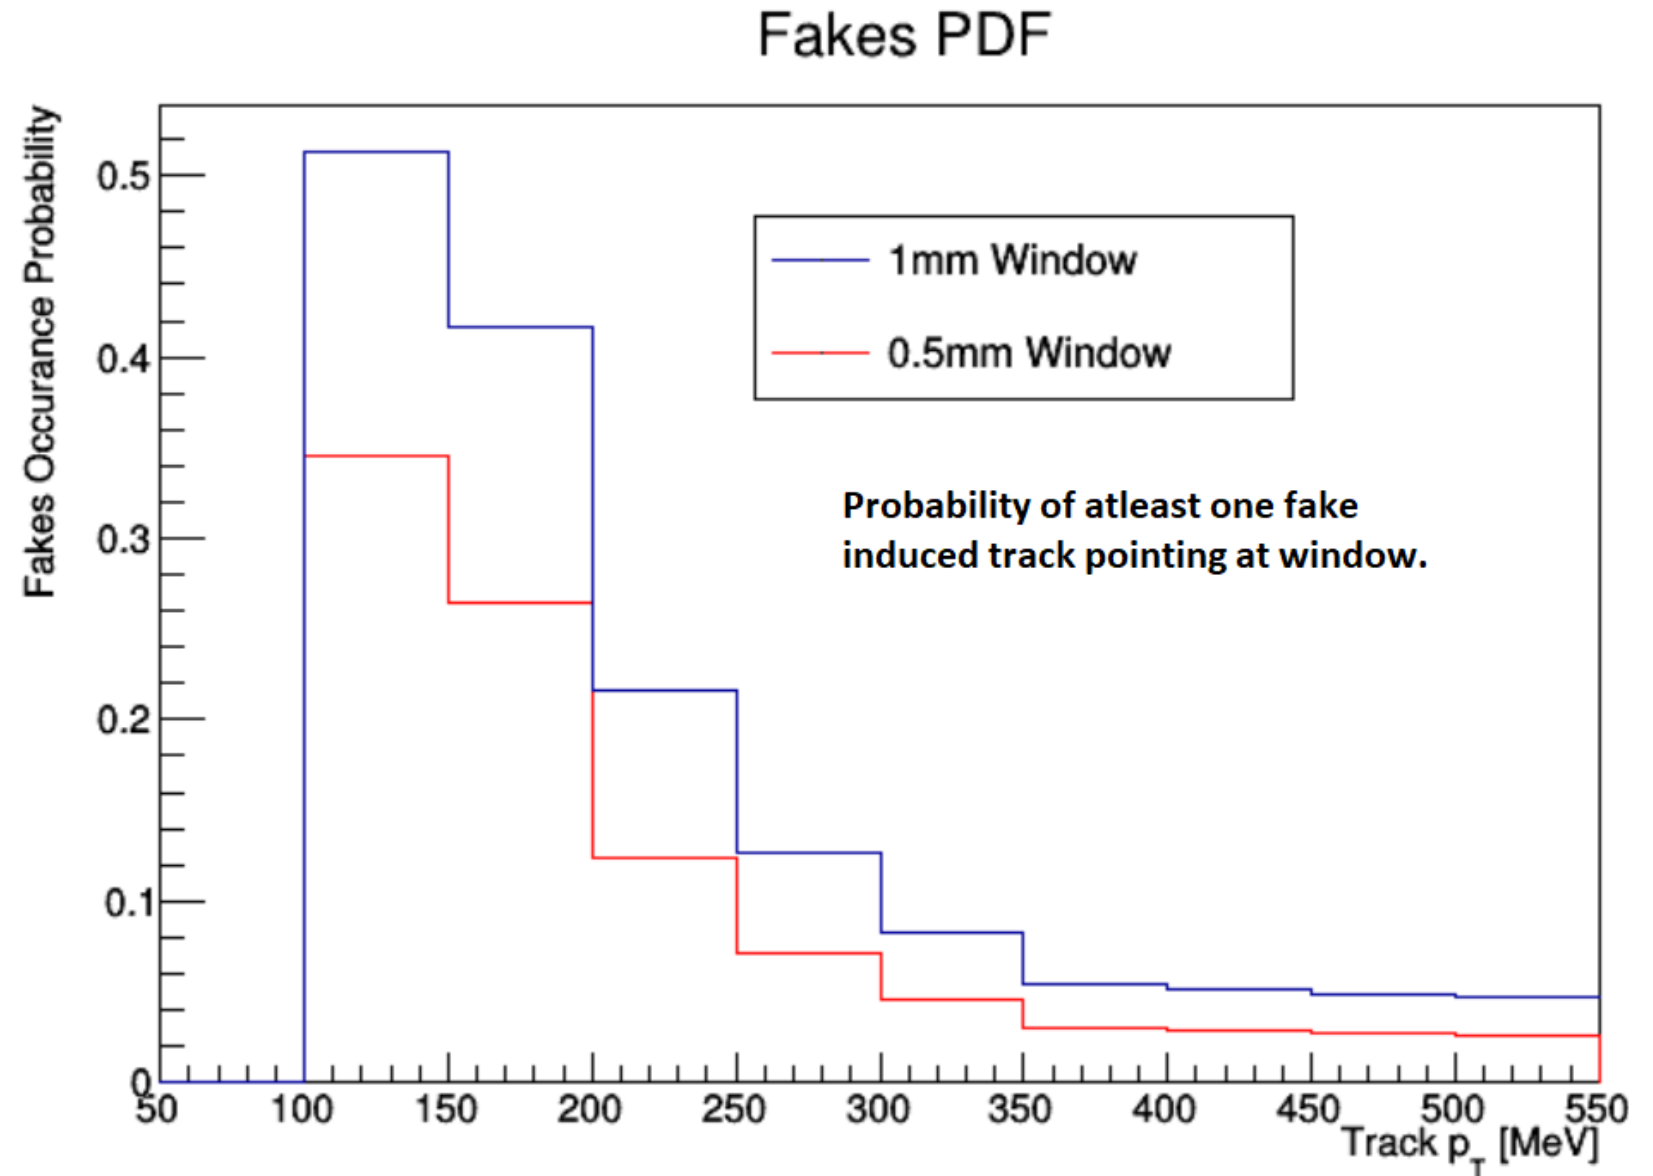 Fakes PDF
Fakes Occurance Probability
0.5
0.4
0.3
0.2
0.1
0
1mm Window
0.5mm Window
Probability of atleast one fake
induced track pointing at window.
50 100 150 200 250 300 350 400 450 500 550
Track pT [MeV]